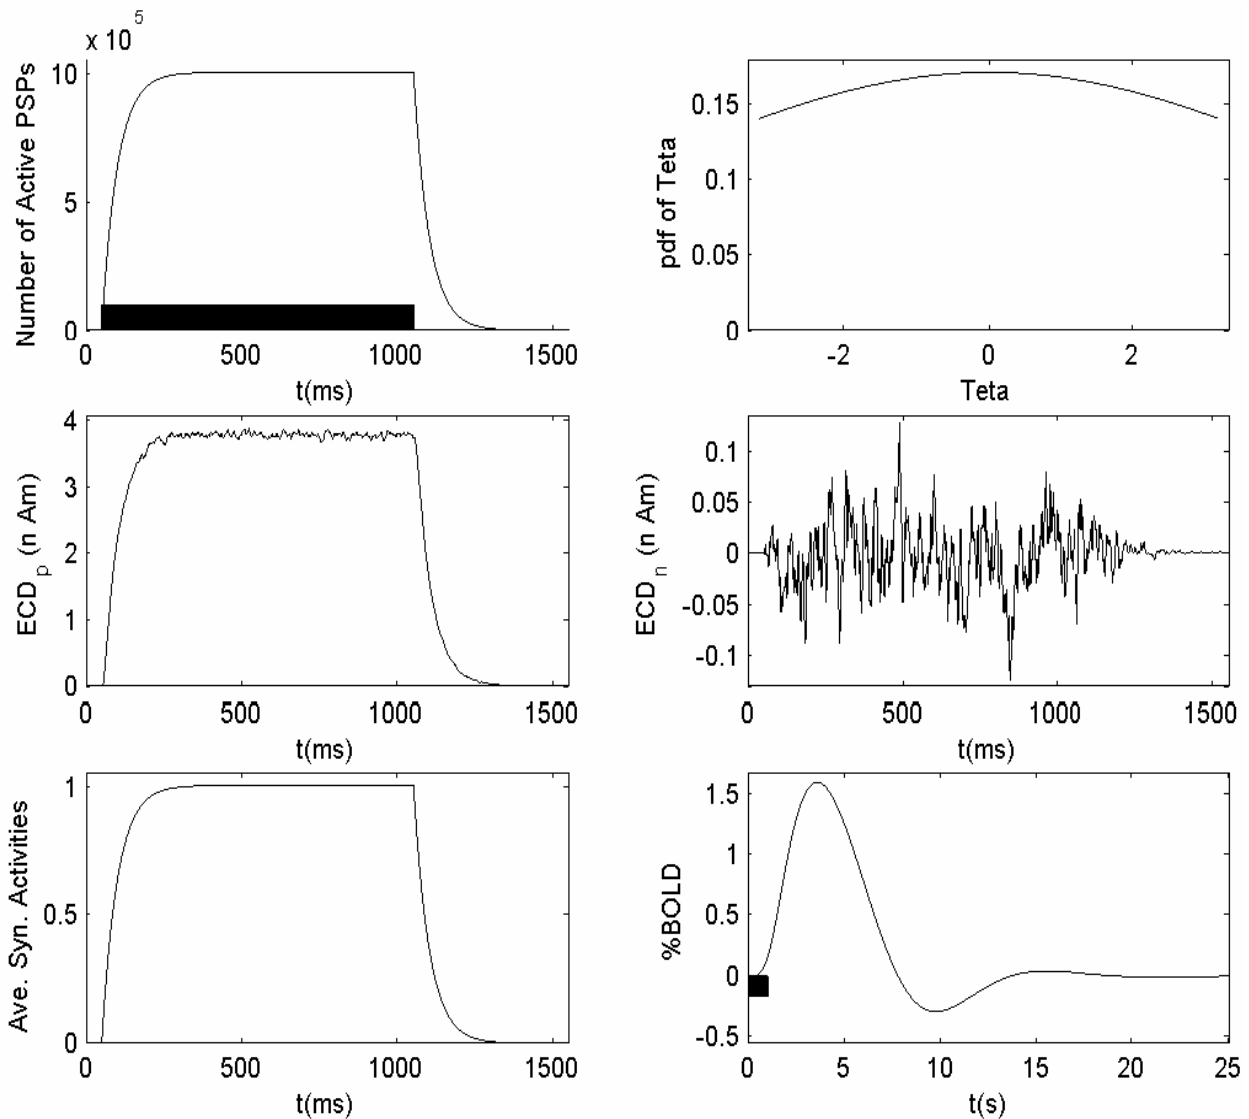 x 10^5
Number of Active PSPs
10
5
0
0 500 1000 1500
t(ms)
pdf of Teta
0.15
0.1
0.05
0
-2 0 2
Teta
ECD_p (n Am)
4
3
2
1
0
0 500 1000 1500
t(ms)
ECD_n (n Am)
0.1
0.05
0
-0.05
-0.1
0 500 1000 1500
t(ms)
Ave. Syn. Activities
1
0.5
0
0 500 1000 1500
t(ms)
%BOLD
1.5
1
0.5
0
-0.5
0 5 10 15 20 25
t(s)